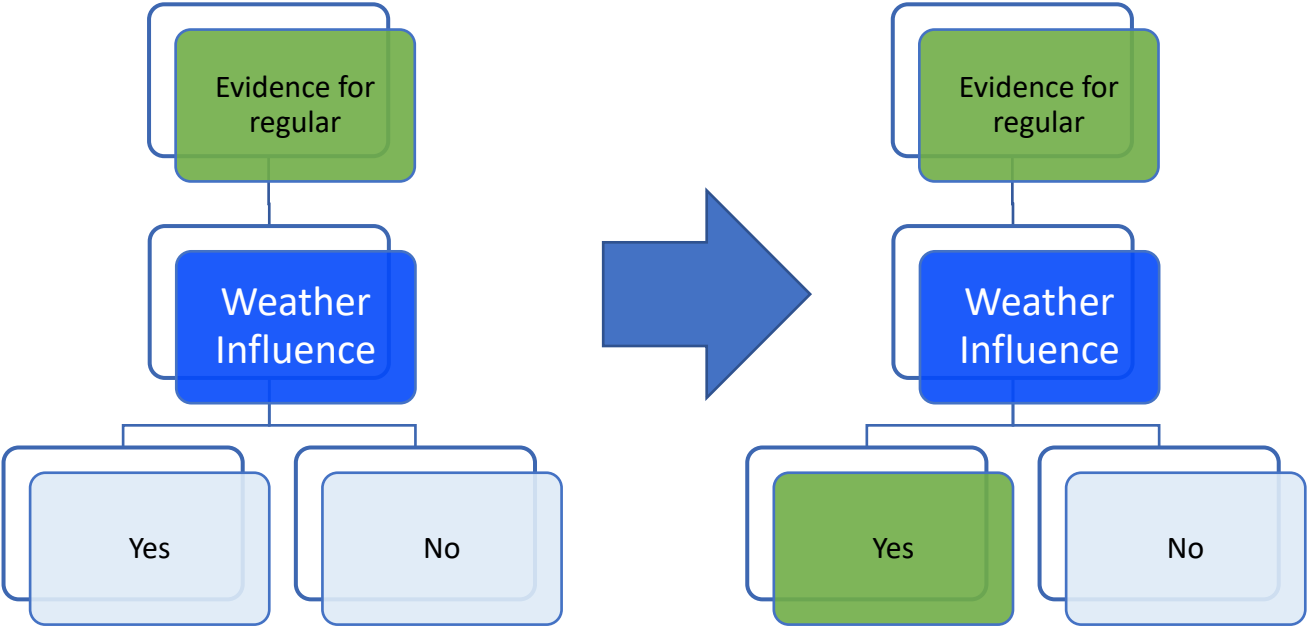 Evidence for
regular
Weather
Influence
Yes
No
Evidence for
regular
Weather
Influence
Yes
No